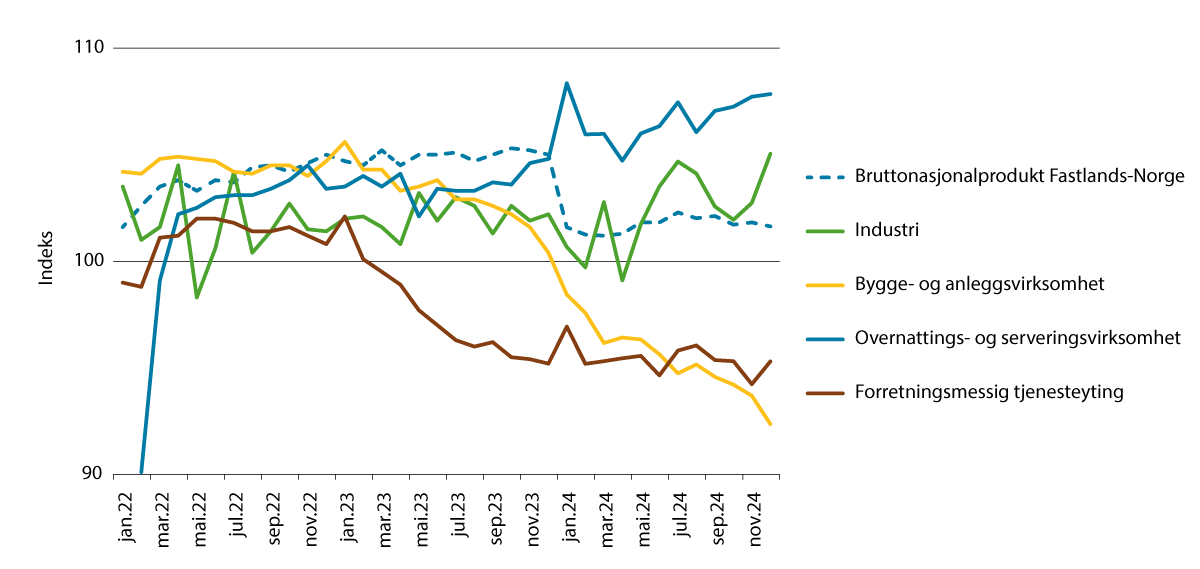 110
100
90
Indeks
jan.22
mar.22
mai.22
jul.22
sep.22
nov.22
jan.23
mar.23
mai.23
jul.23
sep.23
nov.23
jan.24
mar.24
mai.24
jul.24
sep.24
nov.24
Bruttonasjonalprodukt Fastlands-Norge
Industri
Bygge- og anleggsvirksomhet
Overnattings- og serveringsvirksomhet
Forretningsmessig tjenesteyting